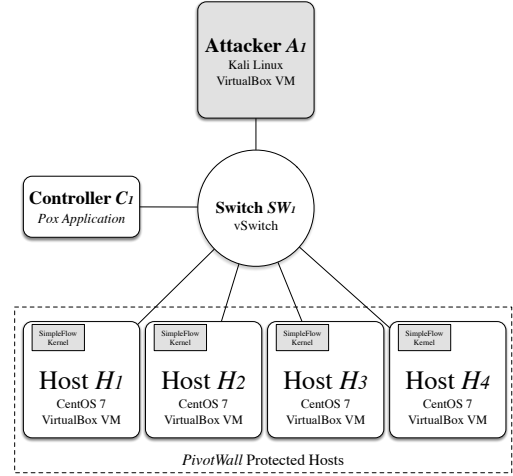 Attacker A1
Kali Linux
VirtualBox VM
Controller C1
Pox Application
Switch SW1
vSwitch
SimpleFlow
Kernel
Host H1
CentOS 7
VirtualBox VM
SimpleFlow
Kernel
Host H2
CentOS 7
VirtualBox VM
SimpleFlow
Kernel
Host H3
CentOS 7
VirtualBox VM
SimpleFlow
Kernel
Host H4
CentOS 7
VirtualBox VM
PivotWall Protected Hosts